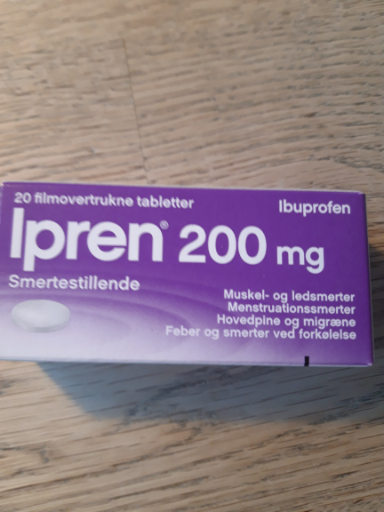 20 filmovertrukne tabletter
Ibuprofen
Ipren® 200 mg
Smertestillende
Muskel- og ledsmerter
Menstruationssmerter
Hovedpine og migræne
Feber og smerter ved forkølelse